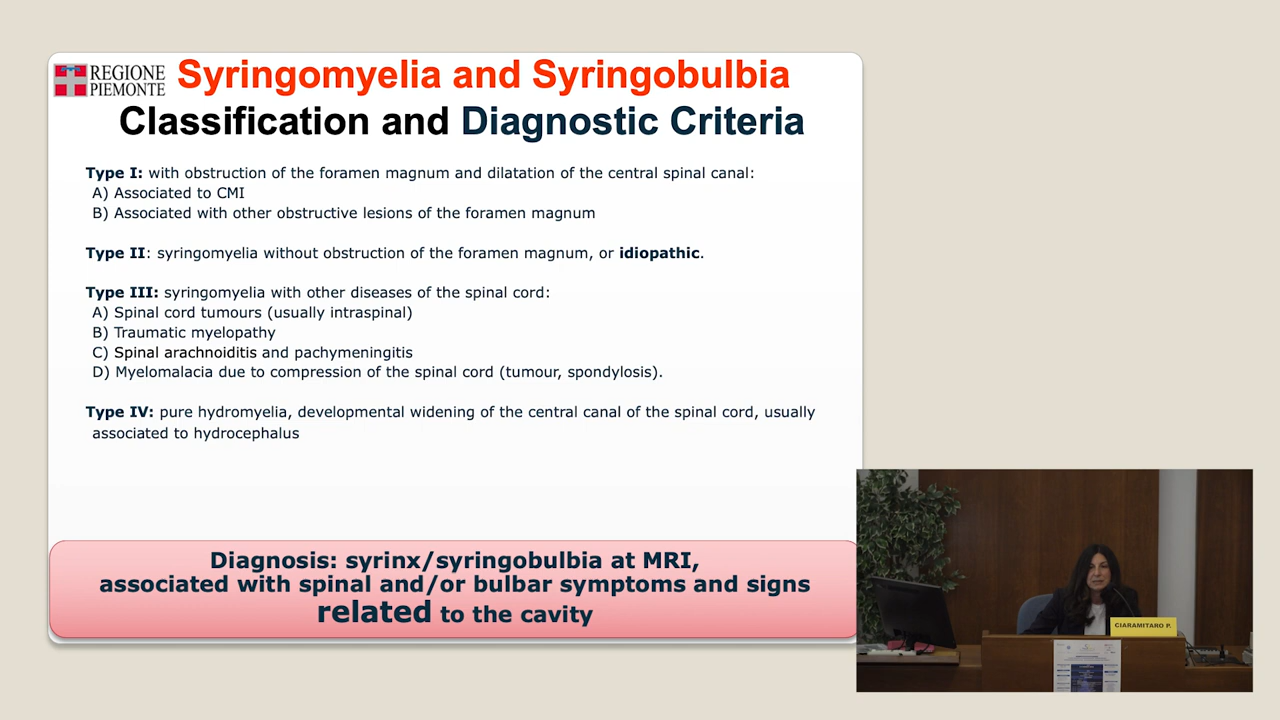 REGIONE
PIEMONTE
Syringomyelia and Syringobulbia
Classification and Diagnostic Criteria
Type I: with obstruction of the foramen magnum and dilatation of the central spinal canal:
A) Associated to CMI
B) Associated with other obstructive lesions of the foramen magnum
Type II: syringomyelia without obstruction of the foramen magnum, or idiopathic.
Type III: syringomyelia with other diseases of the spinal cord:
A) Spinal cord tumours (usually intraspinal)
B) Traumatic myelopathy
C) Spinal arachnoiditis and pachymeningitis
D) Myelomalacia due to compression of the spinal cord (tumour, spondylosis).
Type IV: pure hydromyelia, developmental widening of the central canal of the spinal cord, usually
associated to hydrocephalus
Diagnosis: syrinx/syringobulbia at MRI,
associated with spinal and/or bulbar symptoms and signs
related to the cavity
CIARAMITARO P.